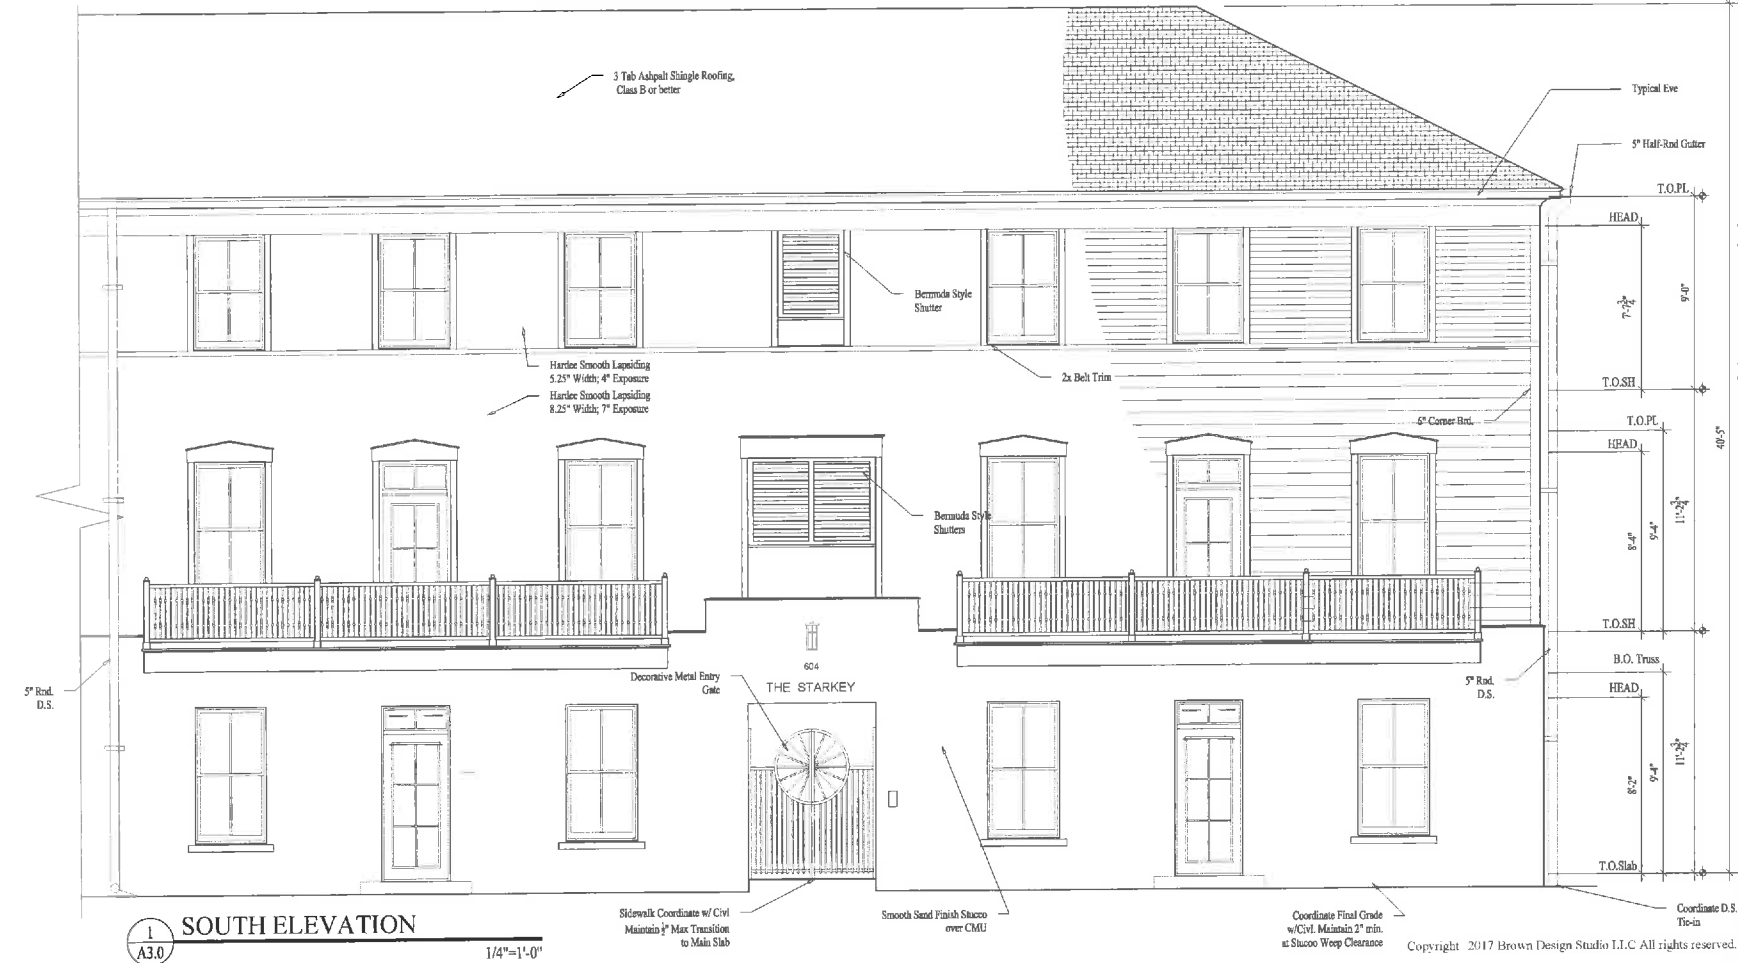 3 Tab Ashpalt Shingle Roofing,
Class B or better
Typical Eve
5" Half-Rnd Gutter
T.O.PL
HEAD
Bermuda Style
Shutter
7'-7¾"
9'-0"
Hardee Smooth Lapsiding
5.25" Width; 4" Exposure
2x Belt Trim
T.O.SH
Hardee Smooth Lapsiding
8.25" Width; 7" Exposure
6" Corner Brd.
T.O.PL
HEAD
40'-5"
Bermuda Style
Shutters
8'-4"
9'-4"
11'-2¾"
T.O.SH
B.O. Truss
604
Decorative Metal Entry
Gate
THE STARKEY
5" Rnd.
D.S.
5" Rnd.
D.S.
HEAD
8'-2"
9'-4"
11'-2¾"
T.O.Slab
Sidewalk Coordinate w/ Civl
Maintain ½" Max Transition
to Main Slab
Smooth Sand Finish Stucco
over CMU
Coordinate Final Grade
w/Civl. Maintain 2" min.
at Stucco Weep Clearance
Coordinate D.S.
Tie-in
1
A3.0
SOUTH ELEVATION
1/4"=1'-0"
Copyright 2017 Brown Design Studio LLC All rights reserved.